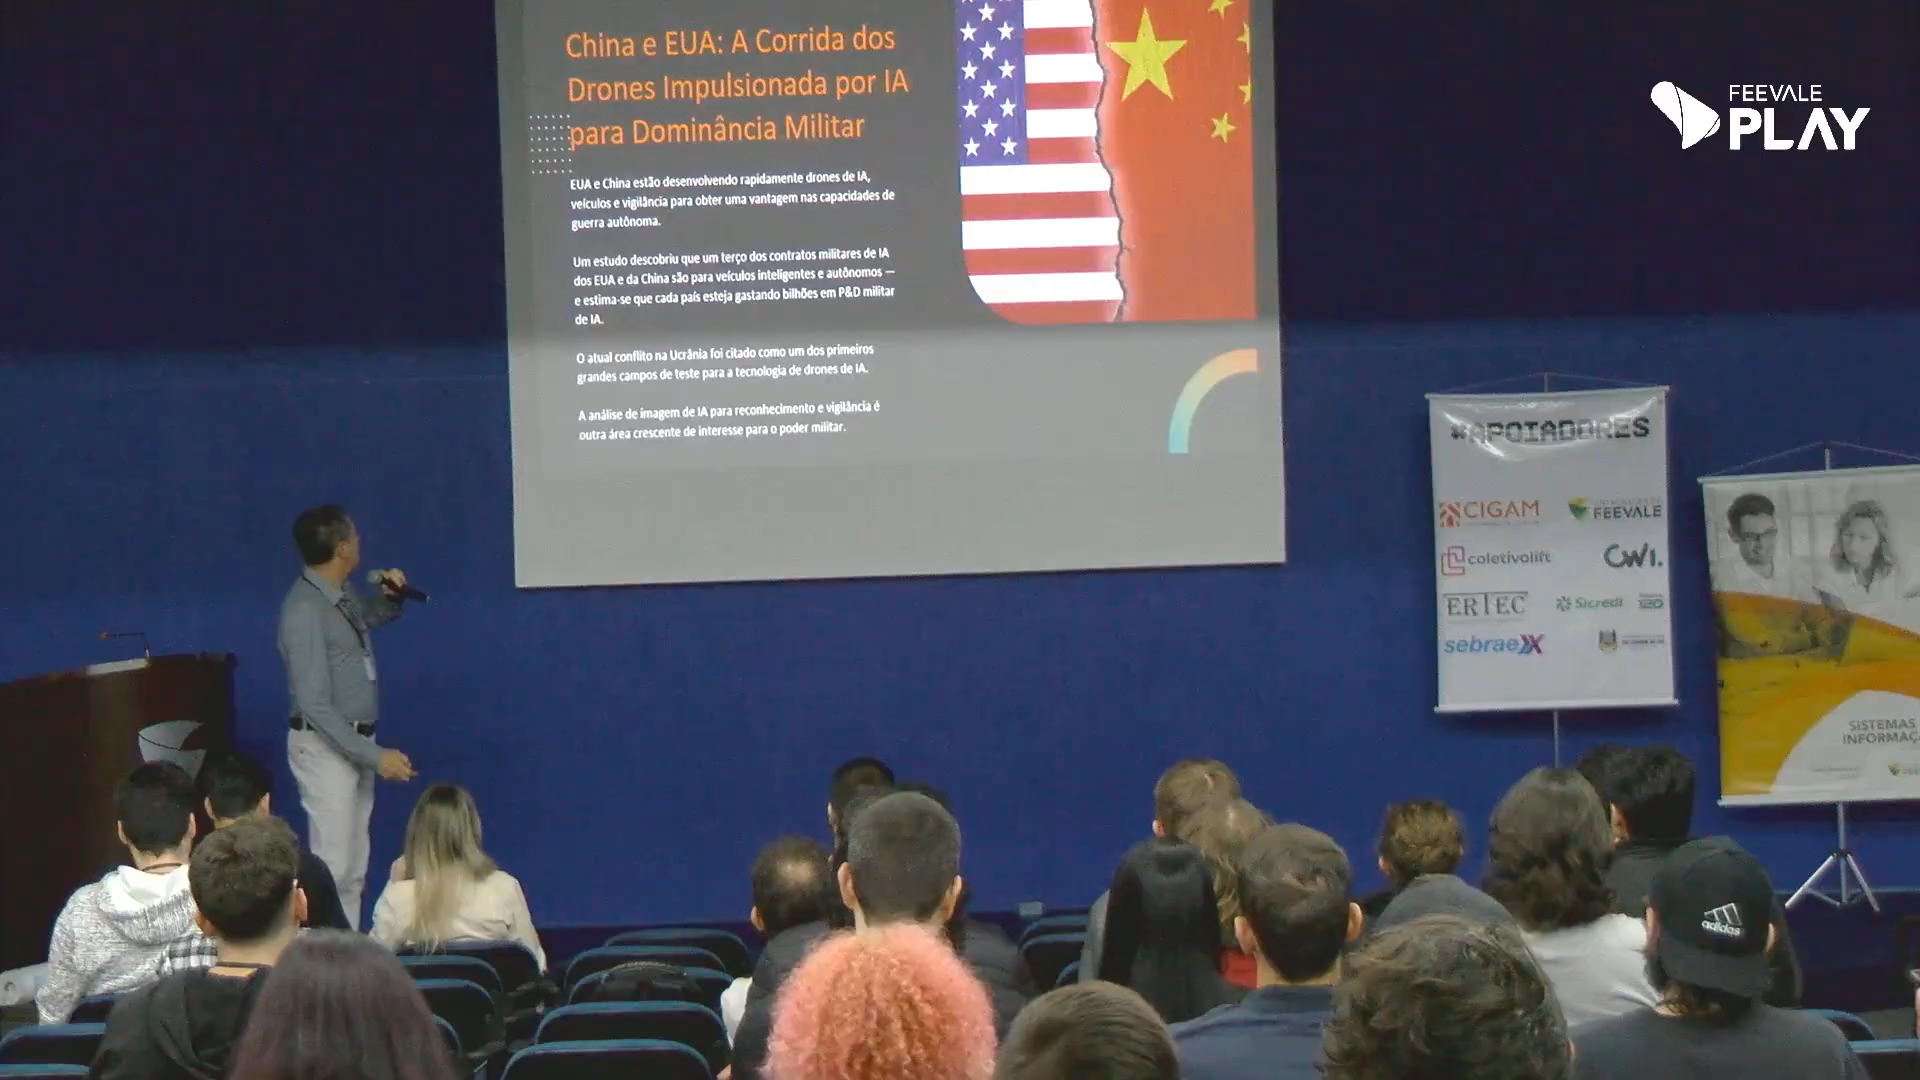 China e EUA: A Corrida dos
Drones Impulsionada por IA
para Dominância Militar
EUA e China estão desenvolvendo rapidamente drones de IA,
veículos e vigilância para obter uma vantagem nas capacidades de
guerra autônoma.
Um estudo descobriu que um terço dos contratos militares de IA
dos EUA e da China são para veículos inteligentes e autônomos —
e estima-se que cada país esteja gastando bilhões em P&D militar
de IA.
O atual conflito na Ucrânia foi citado como um dos primeiros
grandes campos de teste para a tecnologia de drones de IA.
A análise de imagem de IA para reconhecimento e vigilância é
outra área crescente de interesse para o poder militar.
FEEVALE
PLAY
#APOIADORES
CIGAM
FEEVALE
coletivolift
CWI.
ERTEC
Sicredi
sebrae X
SISTEMAS
INFORMAÇ
adidas